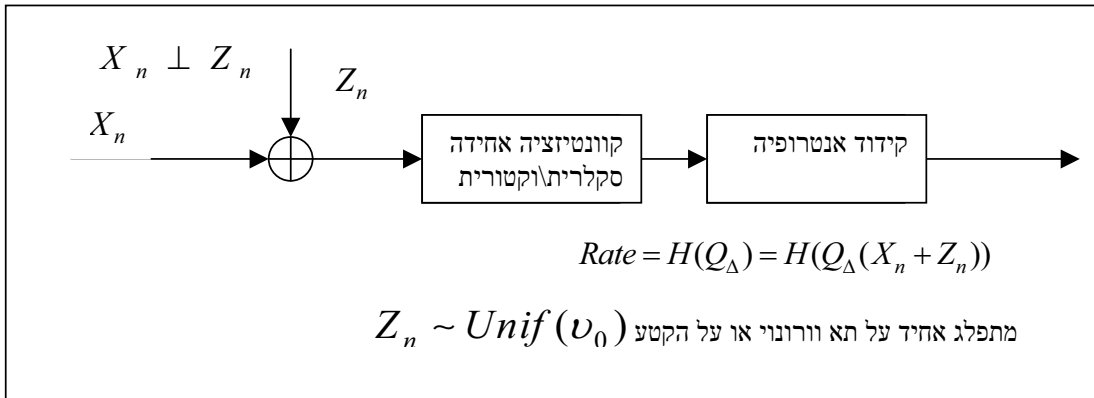 X_n ⊥ Z_n
Z_n
X_n
קוונטיזציה אחידה
סקלרית\וקטורית
קידוד אנטרופיה
Rate = H(Q_Δ) = H(Q_Δ(X_n + Z_n))
Z_n ~ Unif(υ_0) מתפלג אחיד על תא וורונוי או על הקטע